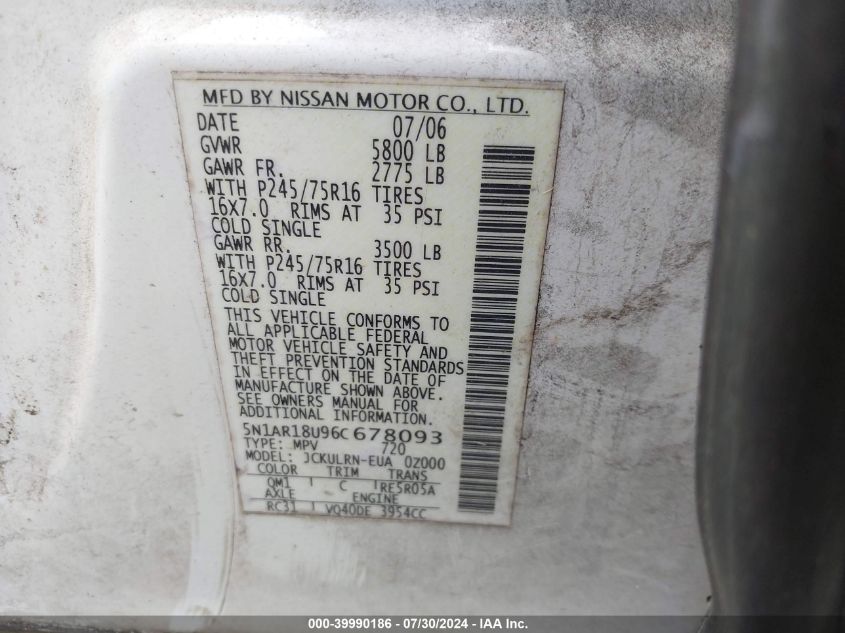 MFD BY NISSAN MOTOR CO., LTD.
DATE 07/06
GVWR 5800 LB
GAWR FR. 2775 LB
WITH P245/75R16 TIRES
16X7.0 RIMS AT 35 PSI
COLD SINGLE
GAWR RR. 3500 LB
WITH P245/75R16 TIRES
16X7.0 RIMS AT 35 PSI
COLD SINGLE
THIS VEHICLE CONFORMS TO
ALL APPLICABLE FEDERAL
MOTOR VEHICLE SAFETY AND
THEFT PREVENTION STANDARDS
IN EFFECT ON THE DATE OF
MANUFACTURE SHOWN ABOVE.
SEE OWNERS MANUAL FOR
ADDITIONAL INFORMATION.
5N1AR18U96C678093
TYPE: MPV /720
MODEL: JCKULRN-EUA 0Z000
COLOR TRIM TRANS
QM1 C RE5R05A
AXLE ENGINE
RC31 VQ40DE 3954CC
000-39990186 - 07/30/2024 - IAA Inc.